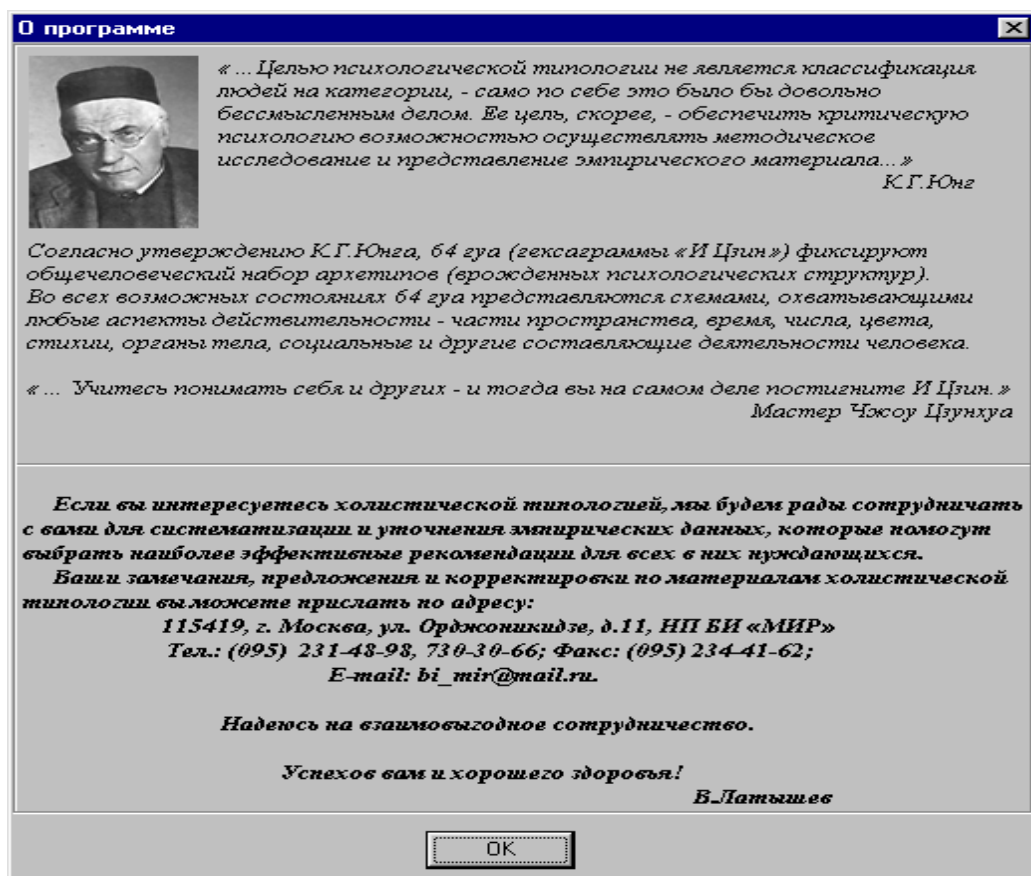 О программе
« ... Целью психологической типологии не является классификация
людей на категории, - само по себе это было бы довольно
бессмысленным делом. Ее цель, скорее, - обеспечить критическую
психологию возможностью осуществлять методическое
исследование и представление эмпирического материала... »
К.Г.Юнг
Согласно утверждению К.Г.Юнга, 64 гуа (гексаграммы «И Цзин») фиксируют
общечеловеческий набор архетипов (врожденных психологических структур).
Во всех возможных состояниях 64 гуа представляются схемами, охватывающими
любые аспекты действительности - части пространства, время, числа, цвета,
стихии, органы тела, социальные и другие составляющие деятельности человека.
« ... Учитесь понимать себя и других - и тогда вы на самом деле постигните И Цзин. »
Мастер Чжоу Цзунхуа
Если вы интересуетесь холистической типологией, мы будем рады сотрудничать
с вами для систематизации и уточнения эмпирических данных, которые помогут
выбрать наиболее эффективные рекомендации для всех в них нуждающихся.
Ваши замечания, предложения и корректировки по материалам холистической
типологии вы можете прислать по адресу:
115419, г. Москва, ул. Орджоникидзе, д.11, НП БИ «МИР»
Тел.: (095) 231-48-98, 730-30-66; Факс: (095) 234-41-62;
E-mail: bi_mir@mail.ru.
Надеюсь на взаимовыгодное сотрудничество.
Успехов вам и хорошего здоровья!
В.Латышев
OK